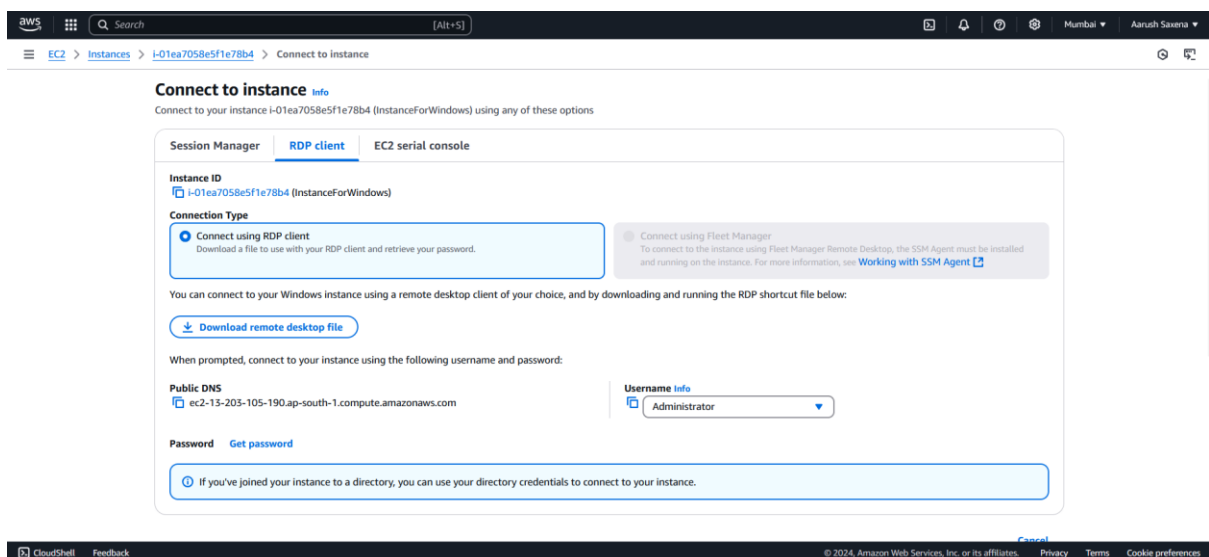 aws Search [Alt+S] Mumbai ▼ Aarush Saxena ▼
EC2 > Instances > i-01ea7058e5f1e78b4 > Connect to instance
Connect to instance Info
Connect to your instance i-01ea7058e5f1e78b4 (InstanceForWindows) using any of these options
Session Manager RDP client EC2 serial console
Instance ID
i-01ea7058e5f1e78b4 (InstanceForWindows)
Connection Type
Connect using RDP client
Download a file to use with your RDP client and retrieve your password.
Connect using Fleet Manager
To connect to the instance using Fleet Manager Remote Desktop, the SSM Agent must be installed
and running on the instance. For more information, see Working with SSM Agent
You can connect to your Windows instance using a remote desktop client of your choice, and by downloading and running the RDP shortcut file below:
Download remote desktop file
When prompted, connect to your instance using the following username and password:
Public DNS
ec2-13-203-105-190.ap-south-1.compute.amazonaws.com
Username Info
Administrator
Password Get password
If you've joined your instance to a directory, you can use your directory credentials to connect to your instance.
Cancel
CloudShell Feedback © 2024, Amazon Web Services, Inc. or its affiliates. Privacy Terms Cookie preferences